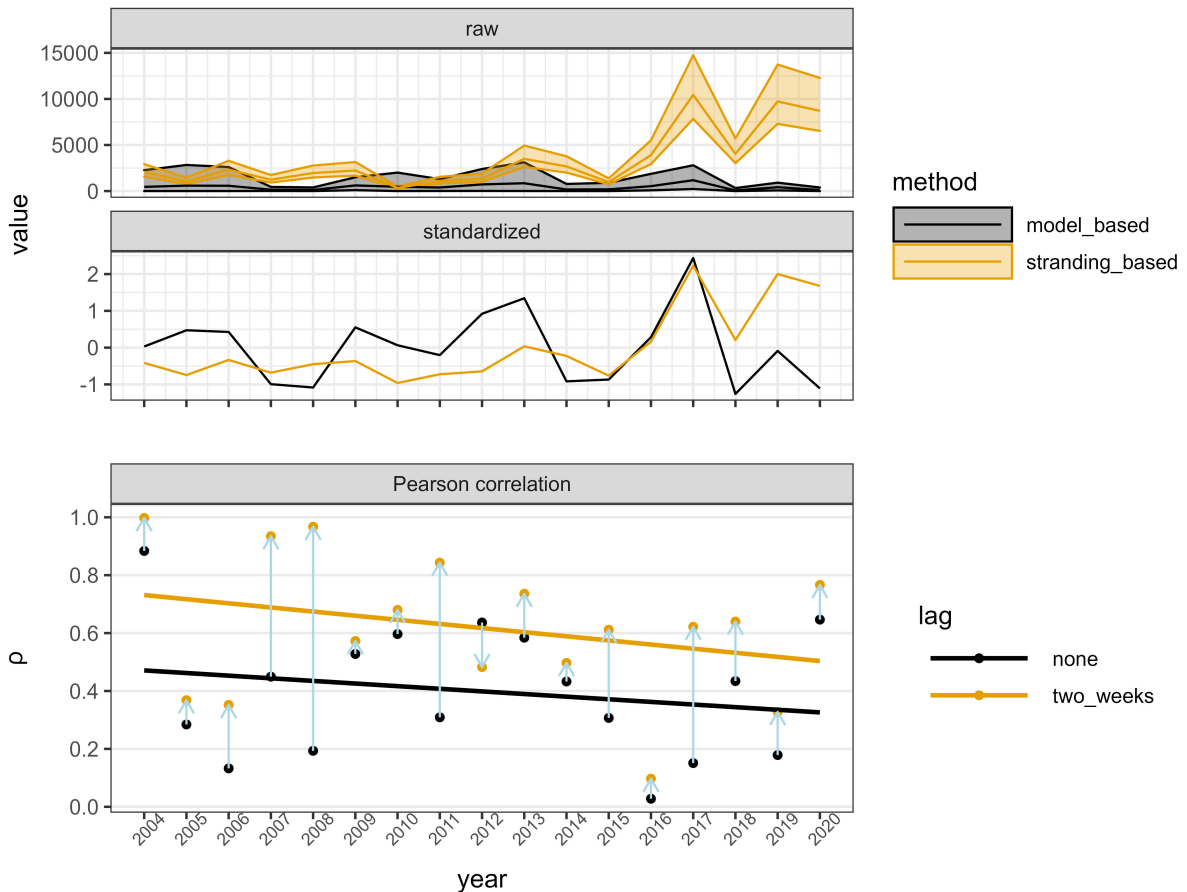 raw
15000
10000
5000
0
value
standardized
2
1
0
-1
method
model_based
stranding_based
Pearson correlation
1.0
0.8
0.6
0.4
0.2
0.0
ρ
2004 2005 2006 2007 2008 2009 2010 2011 2012 2013 2014 2015 2016 2017 2018 2019 2020
year
lag
none
two_weeks